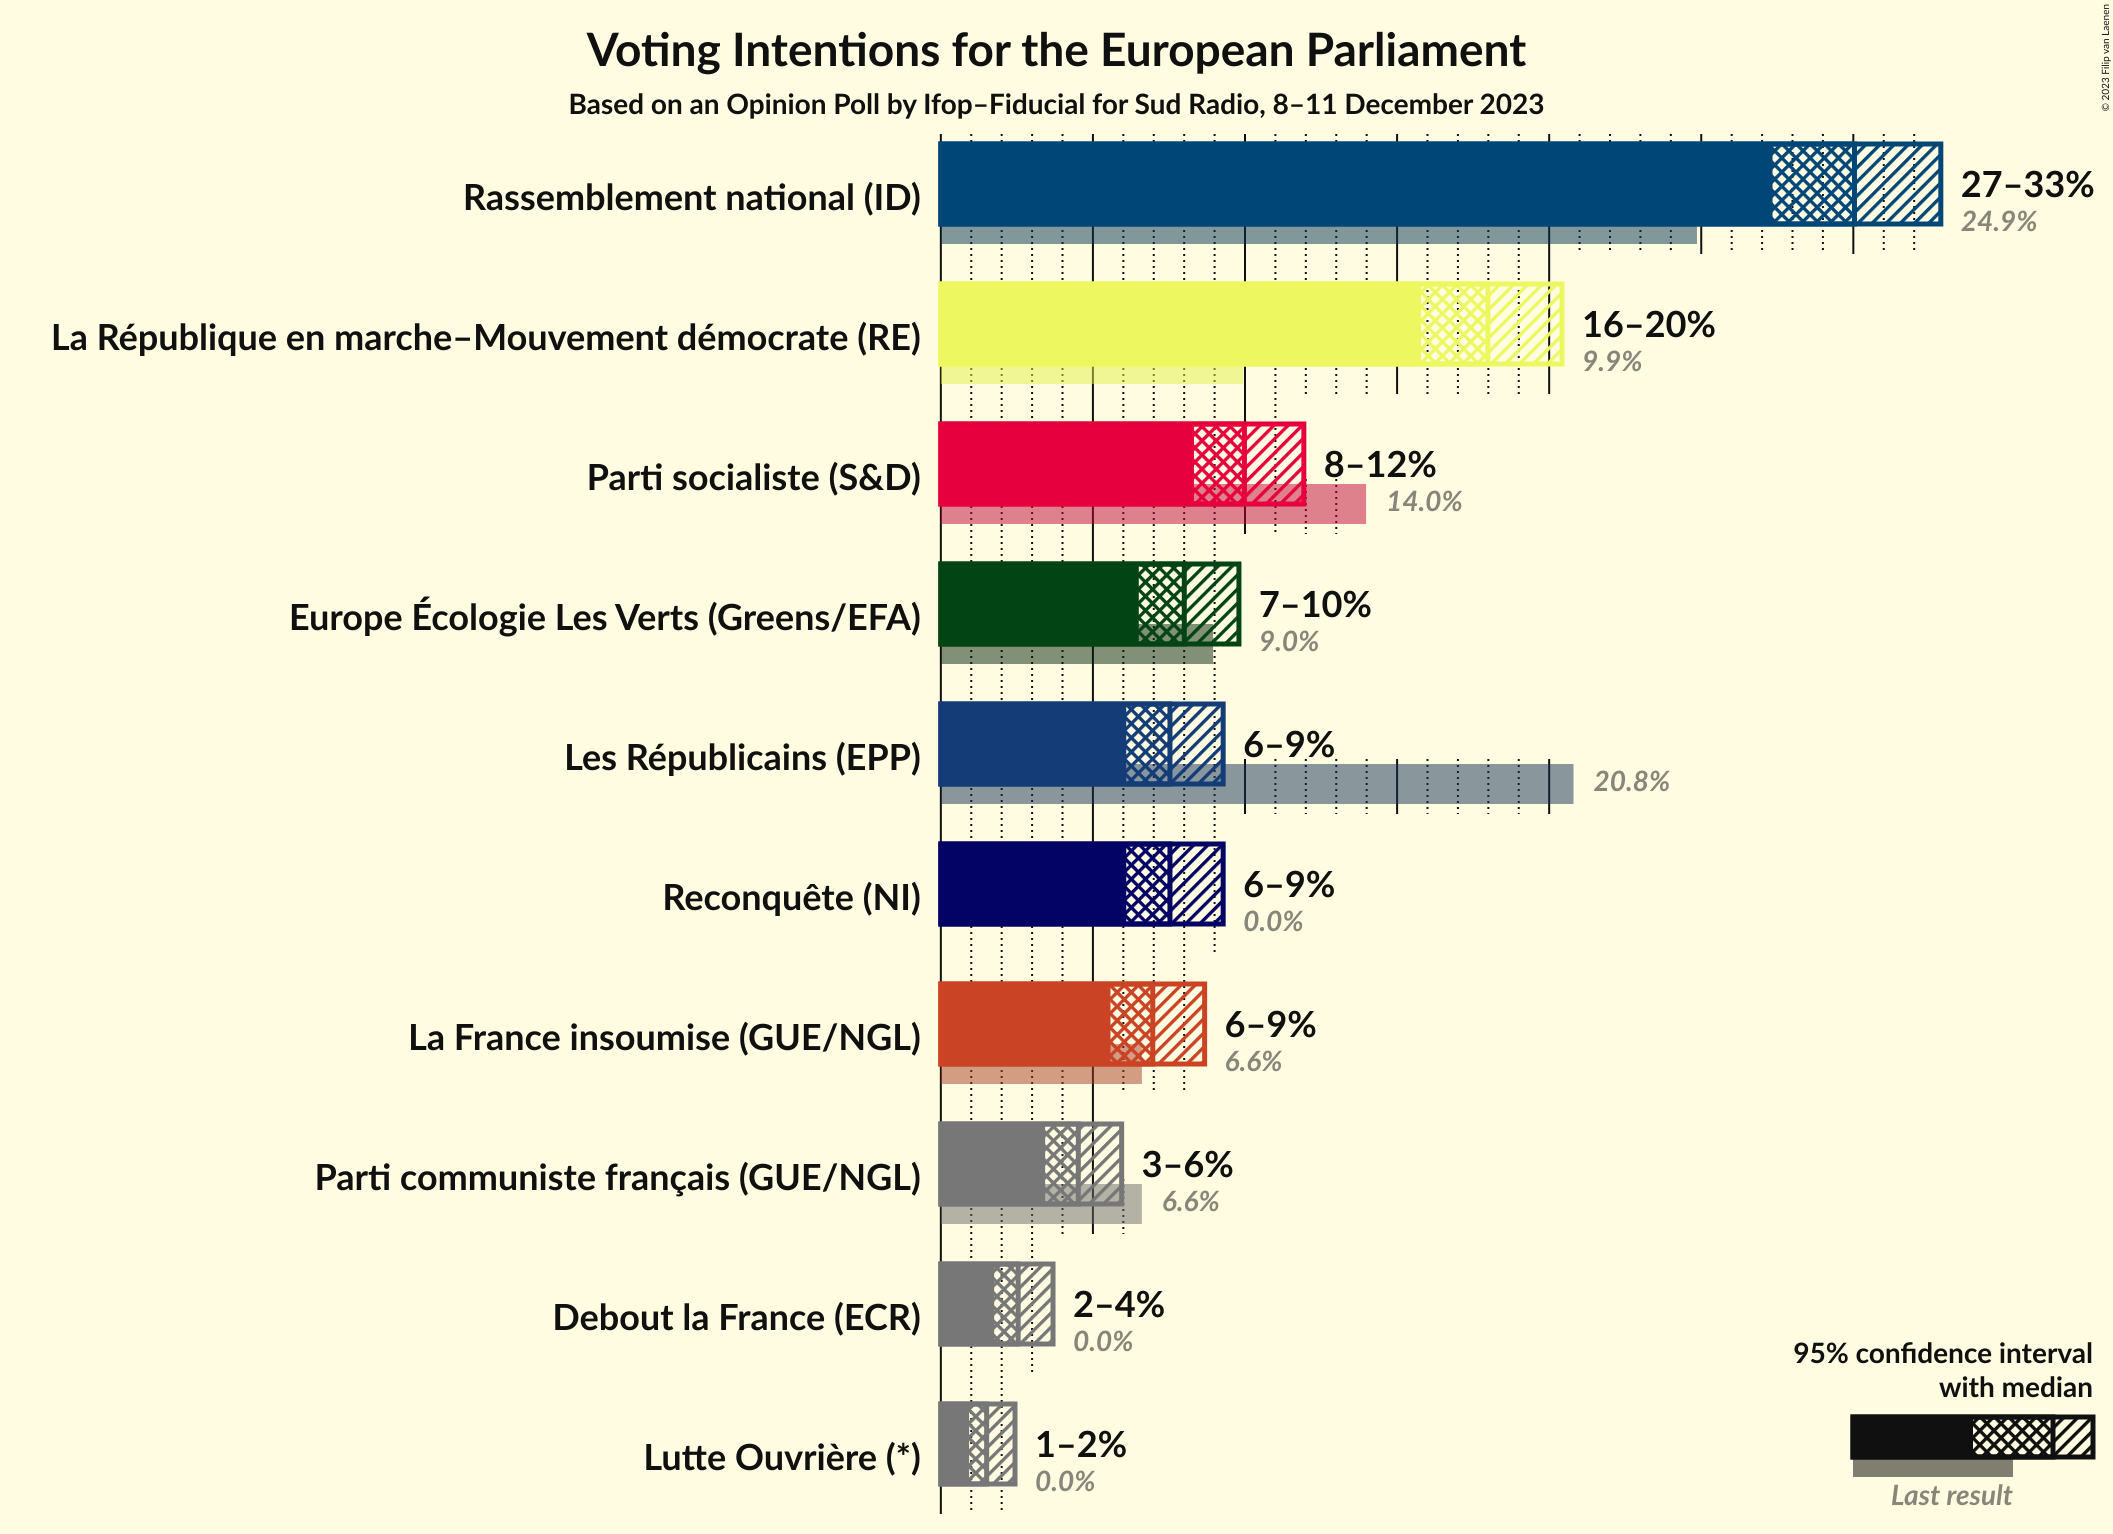 Voting Intentions for the European Parliament
Based on an Opinion Poll by Ifop–Fiducial for Sud Radio, 8–11 December 2023
© 2023 Filip van Laenen
Rassemblement national (ID)
27–33%
24.9%
La République en marche–Mouvement démocrate (RE)
16–20%
9.9%
Parti socialiste (S&D)
8–12%
14.0%
Europe Écologie Les Verts (Greens/EFA)
7–10%
9.0%
Les Républicains (EPP)
6–9%
20.8%
Reconquête (NI)
6–9%
0.0%
La France insoumise (GUE/NGL)
6–9%
6.6%
Parti communiste français (GUE/NGL)
3–6%
6.6%
Debout la France (ECR)
2–4%
0.0%
Lutte Ouvrière (*)
1–2%
0.0%
95% confidence interval
with median
Last result